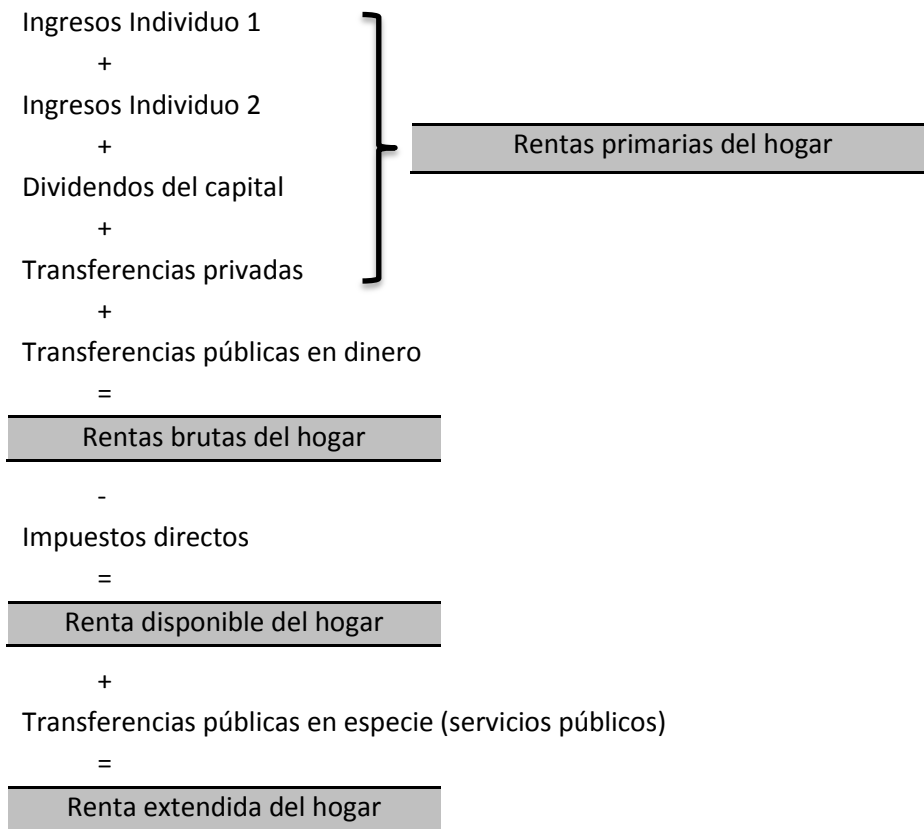 Ingresos Individuo 1
+
Ingresos Individuo 2
+
Rentas primarias del hogar
Dividendos del capital
+
Transferencias privadas
+
Transferencias públicas en dinero
=
Rentas brutas del hogar
-
Impuestos directos
=
Renta disponible del hogar
+
Transferencias públicas en especie (servicios públicos)
=
Renta extendida del hogar